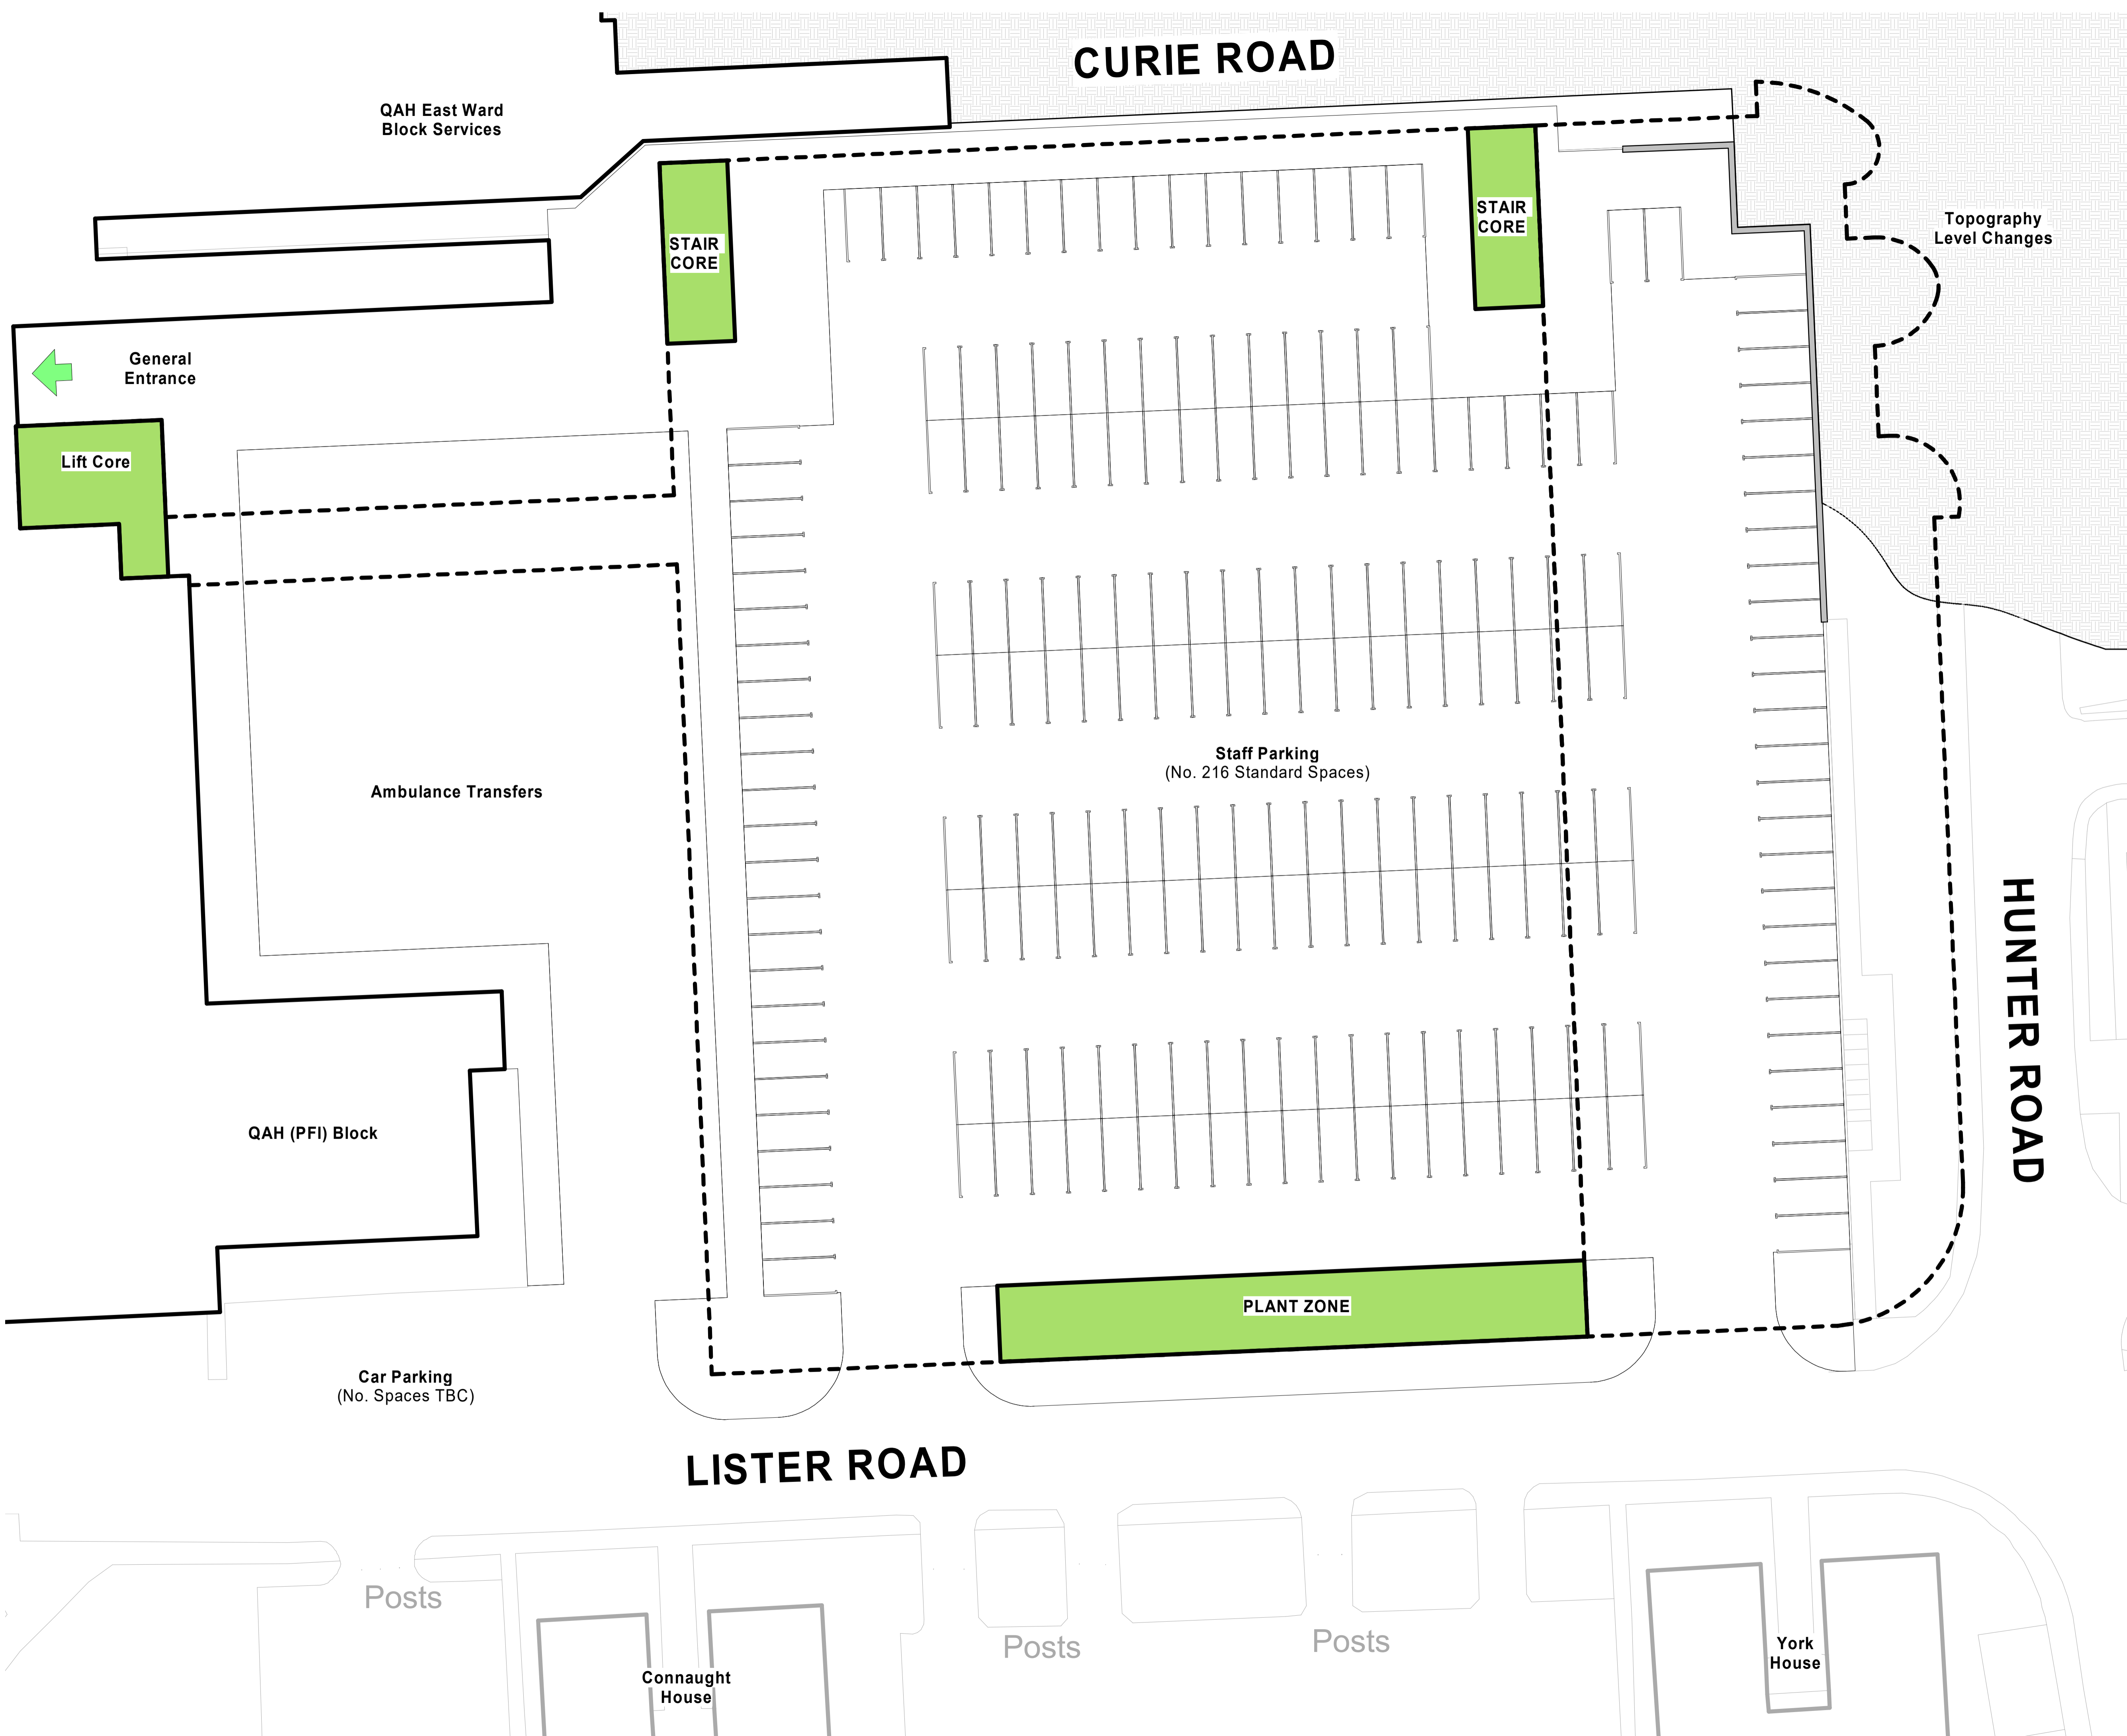 CURIE ROAD
QAH East Ward
Block Services
STAIR
CORE
STAIR
CORE
Topography
Level Changes
General
Entrance
Lift Core
Staff Parking
(No. 216 Standard Spaces)
Ambulance Transfers
HUNTER ROAD
QAH (PFI) Block
PLANT ZONE
Car Parking
(No. Spaces TBC)
LISTER ROAD
Posts
Posts
Posts
Connaught
House
York
House